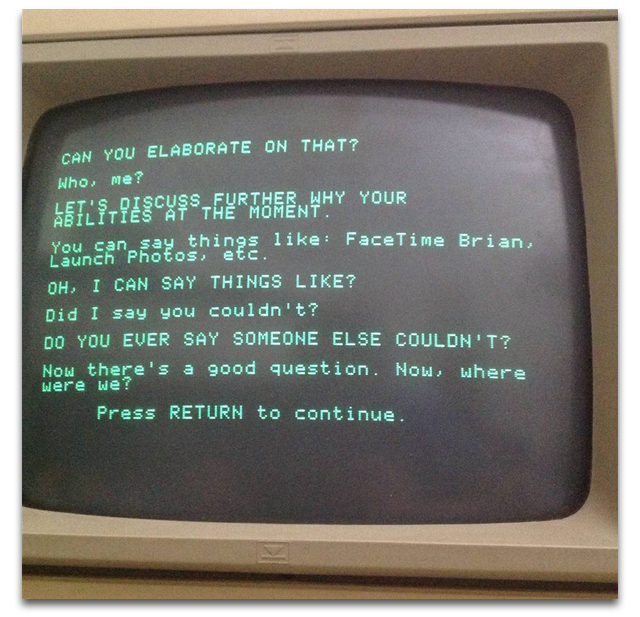 CAN YOU ELABORATE ON THAT?
Who, me?
LET'S DISCUSS FURTHER WHY YOUR
ABILITIES AT THE MOMENT.
You can say things like: FaceTime Brian,
Launch Photos, etc.
OH, I CAN SAY THINGS LIKE?
Did I say you couldn't?
DO YOU EVER SAY SOMEONE ELSE COULDN'T?
Now there's a good question. Now, where
were we?
Press RETURN to continue.